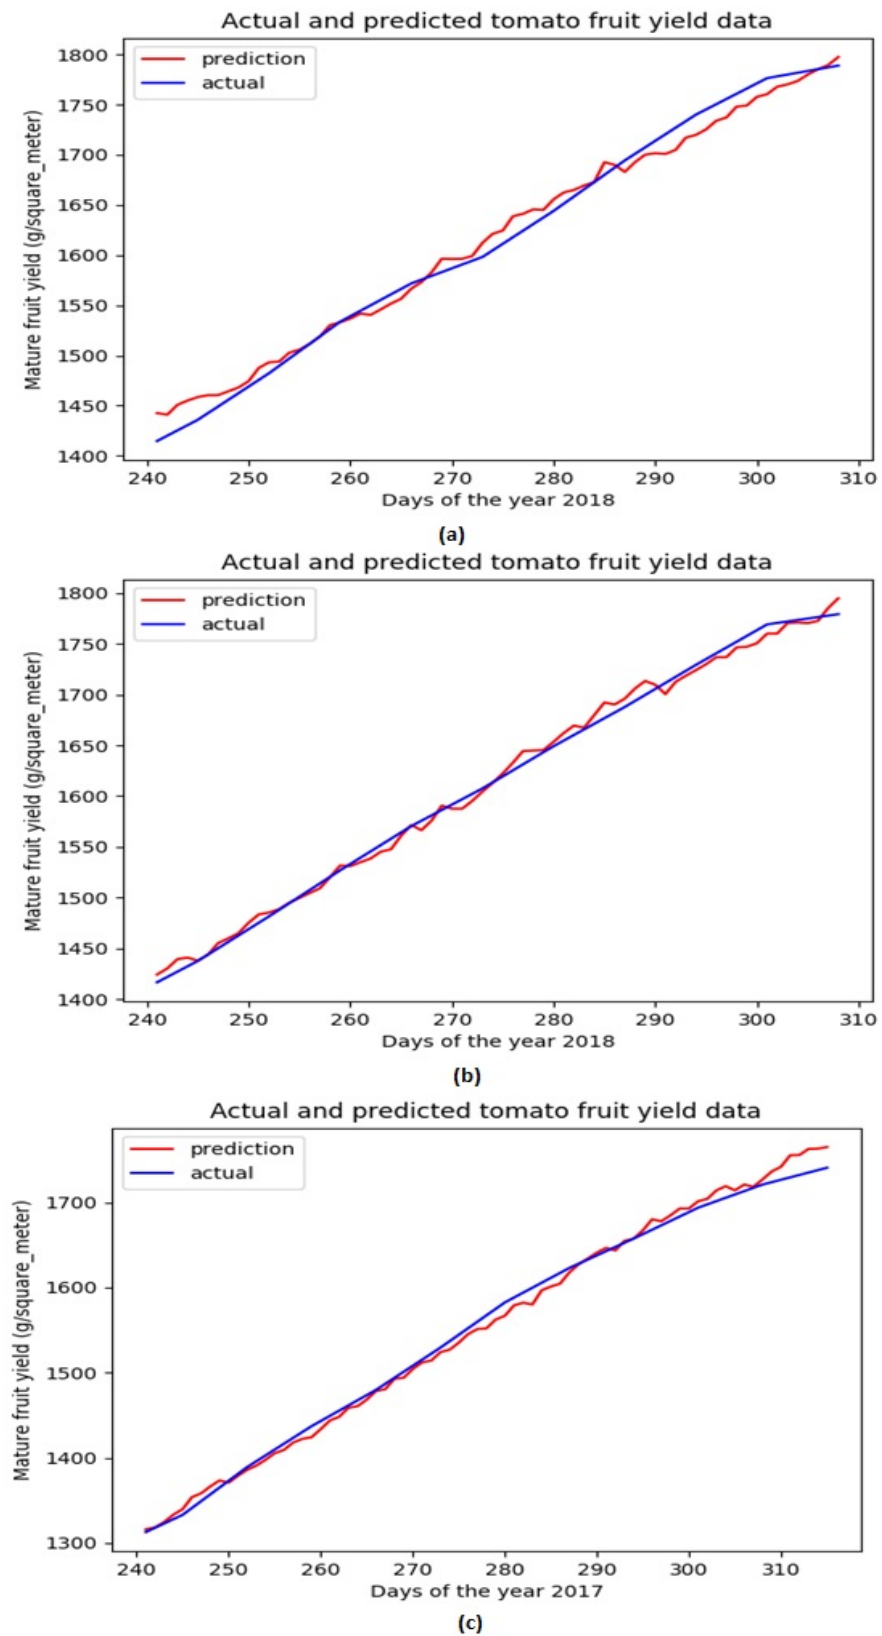 Actual and predicted tomato fruit yield data
prediction
actual
1800
1750
1700
1650
1600
1550
1500
1450
1400
Mature fruit yield (g/square_meter)
240 250 260 270 280 290 300 310
Days of the year 2018
(a)
Actual and predicted tomato fruit yield data
prediction
actual
1800
1750
1700
1650
1600
1550
1500
1450
1400
Mature fruit yield (g/square_meter)
240 250 260 270 280 290 300 310
Days of the year 2018
(b)
Actual and predicted tomato fruit yield data
prediction
actual
1700
1600
1500
1400
1300
Mature fruit yield (g/square_meter)
240 250 260 270 280 290 300 310
Days of the year 2017
(c)